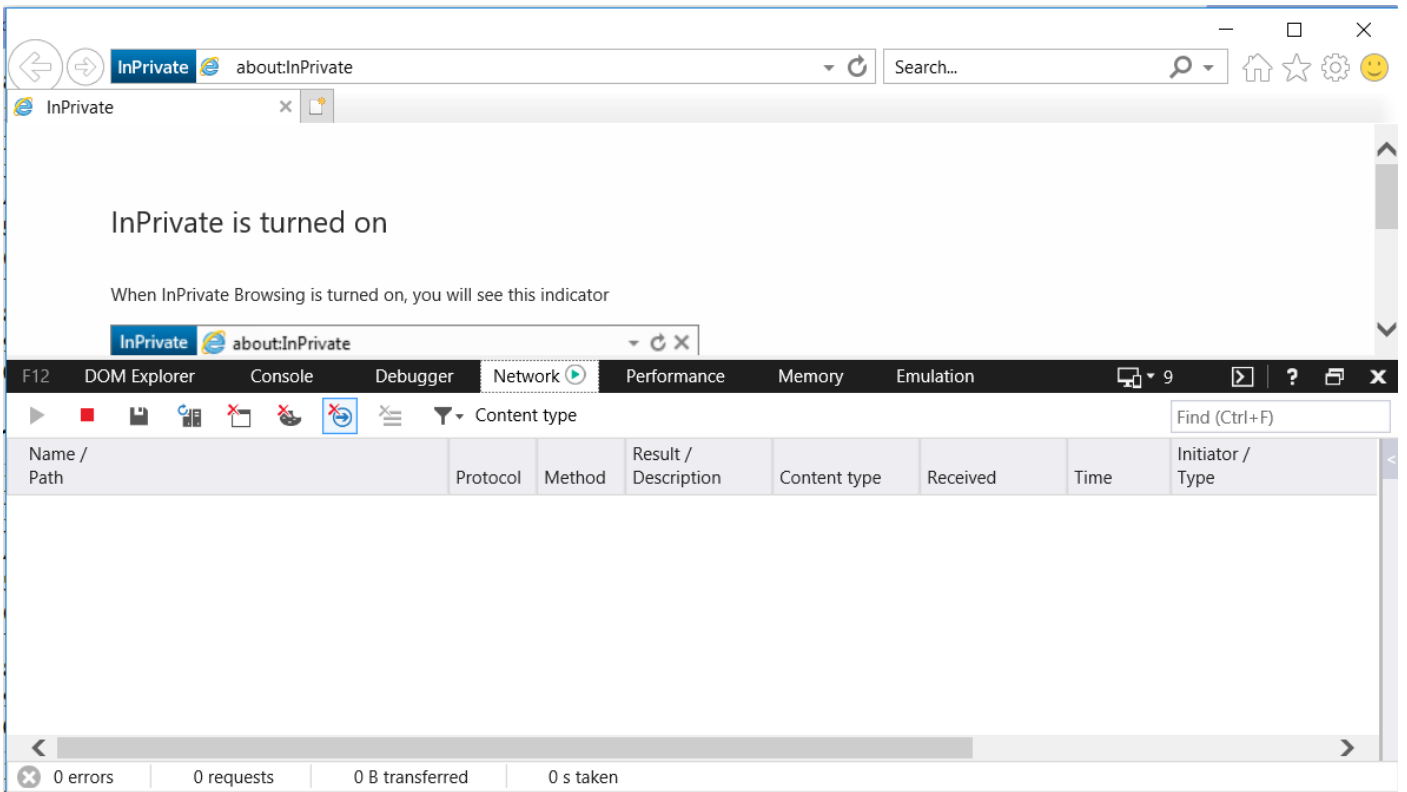 InPrivate about:InPrivate Search...
InPrivate
InPrivate is turned on
When InPrivate Browsing is turned on, you will see this indicator
InPrivate about:InPrivate
F12 DOM Explorer Console Debugger Network Performance Memory Emulation 9 ?
Content type Find (Ctrl+F)
Name / Result / Initiator /
Path Protocol Method Description Content type Received Time Type
0 errors 0 requests 0 B transferred 0 s taken